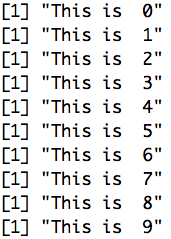 [1] "This is  0"
[1] "This is  1"
[1] "This is  2"
[1] "This is  3"
[1] "This is  4"
[1] "This is  5"
[1] "This is  6"
[1] "This is  7"
[1] "This is  8"
[1] "This is  9"